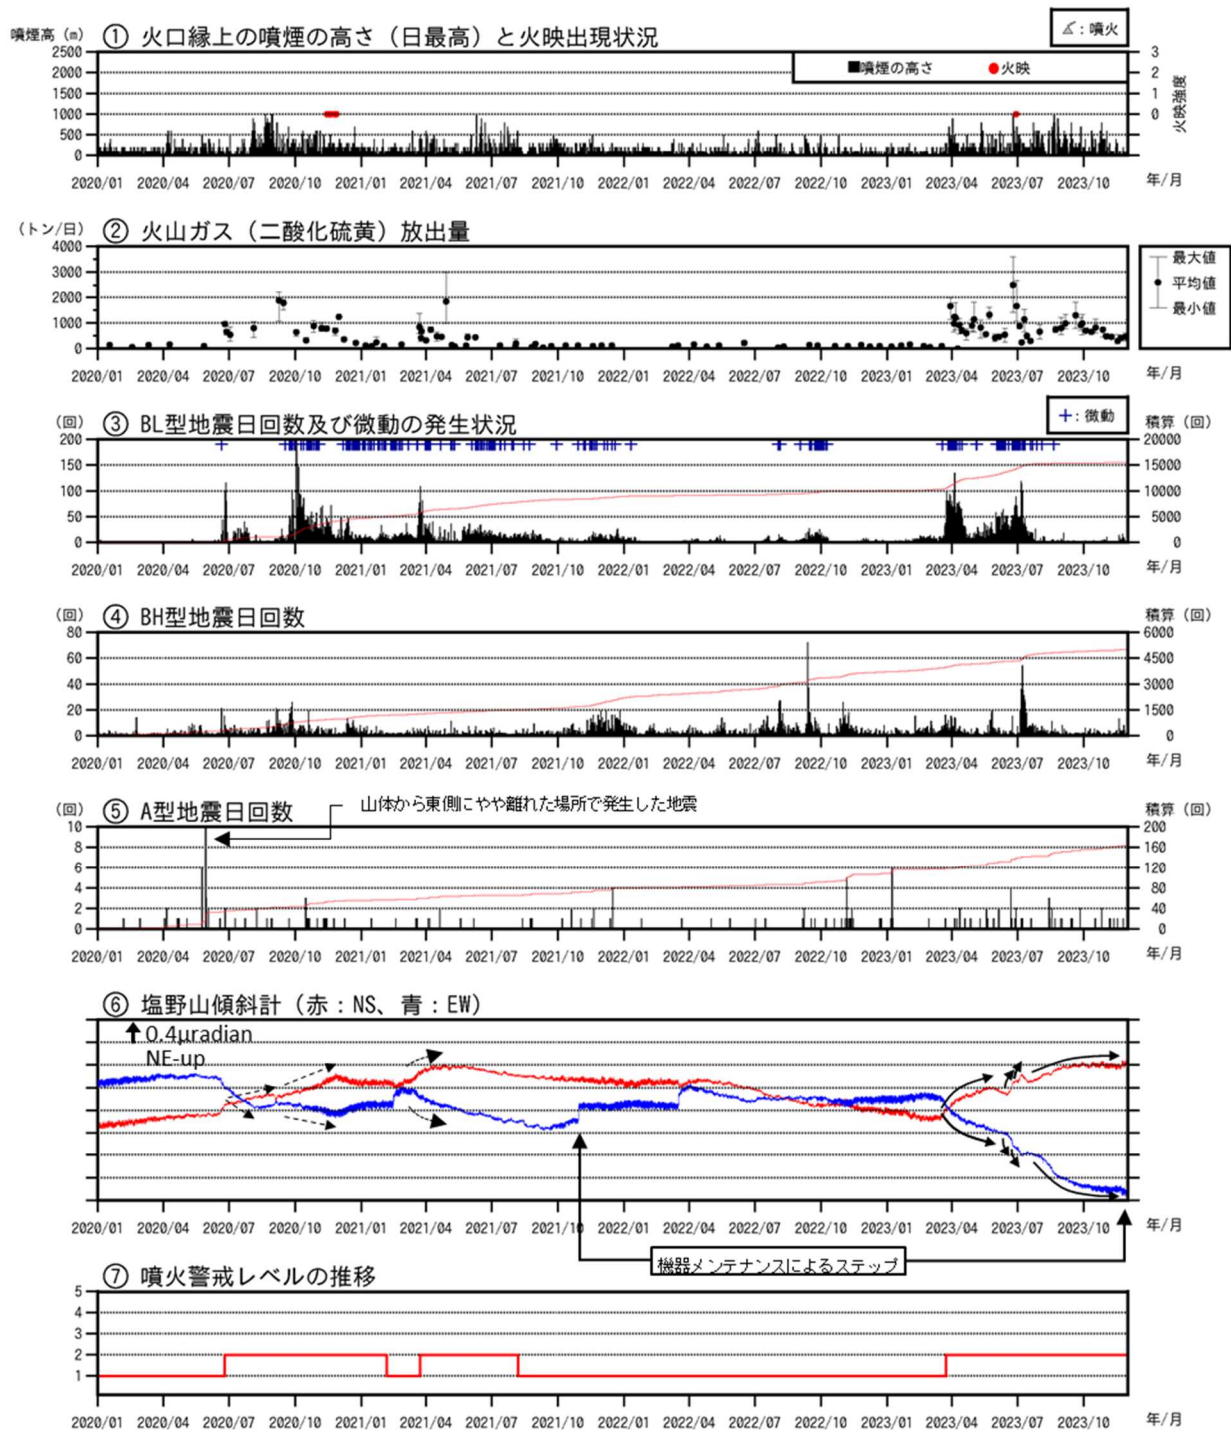 噴煙高(m) ① 火口縁上の噴煙の高さ(日最高)と火映出現状況
∠:噴火
■噴煙の高さ ●火映
2500
2000
1500
1000
500
0
3
2
1
0
火映強度
2020/01 2020/04 2020/07 2020/10 2021/01 2021/04 2021/07 2021/10 2022/01 2022/04 2022/07 2022/10 2023/01 2023/04 2023/07 2023/10 年/月
(トン/日) ② 火山ガス(二酸化硫黄)放出量
4000
3000
2000
1000
0
最大値
平均値
最小値
2020/01 2020/04 2020/07 2020/10 2021/01 2021/04 2021/07 2021/10 2022/01 2022/04 2022/07 2022/10 2023/01 2023/04 2023/07 2023/10 年/月
(回) ③ BL型地震日回数及び微動の発生状況
+:微動
積算(回)
200
150
100
50
0
20000
15000
10000
5000
0
2020/01 2020/04 2020/07 2020/10 2021/01 2021/04 2021/07 2021/10 2022/01 2022/04 2022/07 2022/10 2023/01 2023/04 2023/07 2023/10 年/月
(回) ④ BH型地震日回数
積算(回)
80
60
40
20
0
6000
4500
3000
1500
0
2020/01 2020/04 2020/07 2020/10 2021/01 2021/04 2021/07 2021/10 2022/01 2022/04 2022/07 2022/10 2023/01 2023/04 2023/07 2023/10 年/月
(回) ⑤ A型地震日回数
山体から東側にやや離れた場所で発生した地震
積算(回)
10
8
6
4
2
0
200
160
120
80
40
0
2020/01 2020/04 2020/07 2020/10 2021/01 2021/04 2021/07 2021/10 2022/01 2022/04 2022/07 2022/10 2023/01 2023/04 2023/07 2023/10 年/月
⑥ 塩野山傾斜計(赤:NS、青:EW)
0.4μradian
NE-up
2020/01 2020/04 2020/07 2020/10 2021/01 2021/04 2021/07 2021/10 2022/01 2022/04 2022/07 2022/10 2023/01 2023/04 2023/07 2023/10 年/月
機器メンテナンスによるステップ
⑦ 噴火警戒レベルの推移
5
4
3
2
1
2020/01 2020/04 2020/07 2020/10 2021/01 2021/04 2021/07 2021/10 2022/01 2022/04 2022/07 2022/10 2023/01 2023/04 2023/07 2023/10 年/月